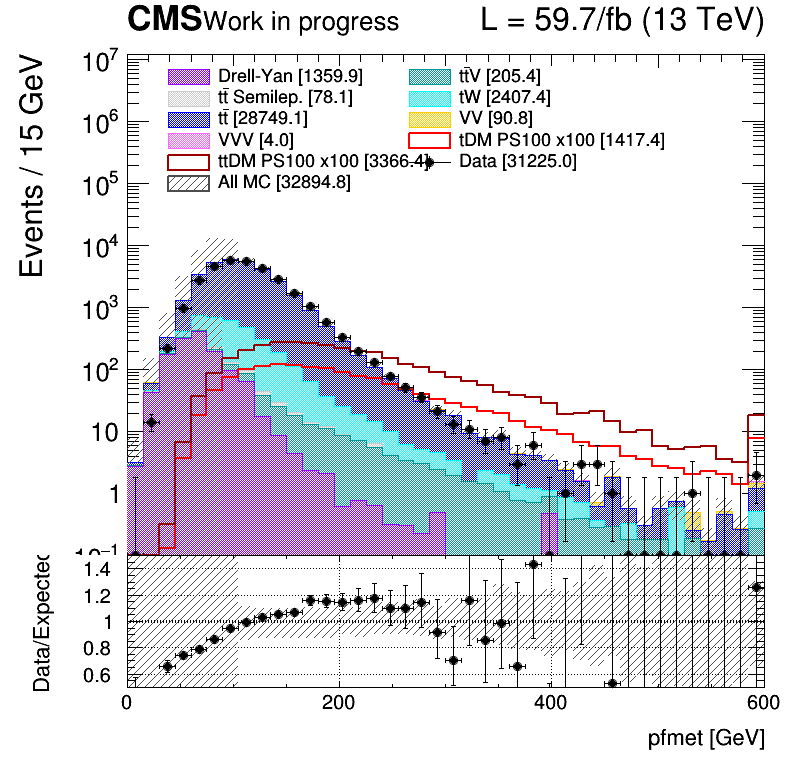 CMS Work in progress L = 59.7/fb (13 TeV)
Events / 15 GeV
10⁷
10⁶
10⁵
10⁴
10³
10²
10
1
10⁻¹
Drell-Yan [1359.9] tt̄V [205.4]
tt̄ Semilep. [78.1] tW [2407.4]
tt̄ [28749.1] VV [90.8]
VVV [4.0] tDM PS100 x100 [1417.4]
ttDM PS100 x100 [3366.4] Data [31225.0]
All MC [32894.8]
Data/Expected
1.4
1.2
1
0.8
0.6
0 200 400 600
pfmet [GeV]